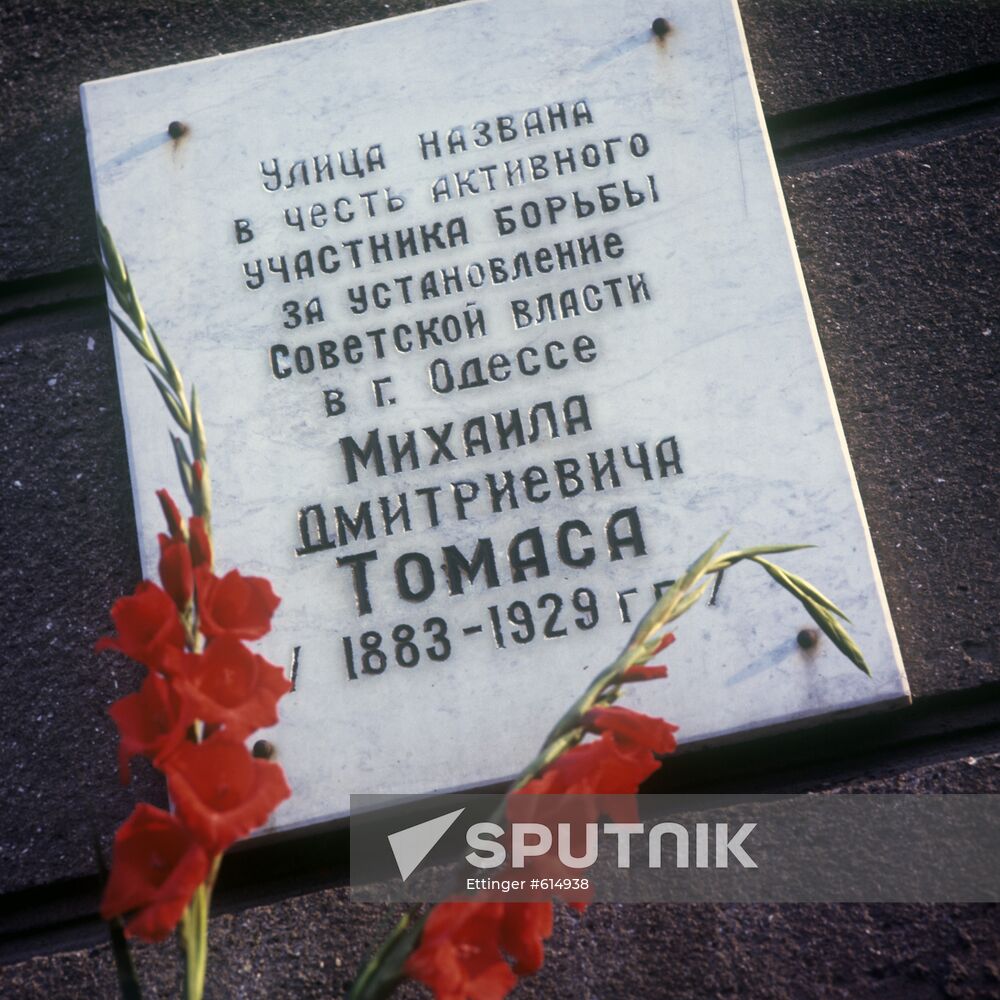 Улица названа
в честь активного
участника борьбы
за установление
Советской власти
в г. Одессе
Михаила
Дмитриевича
Томаса
/ 1883-1929 г.г. /
SPUTNIK
Ettinger #614938